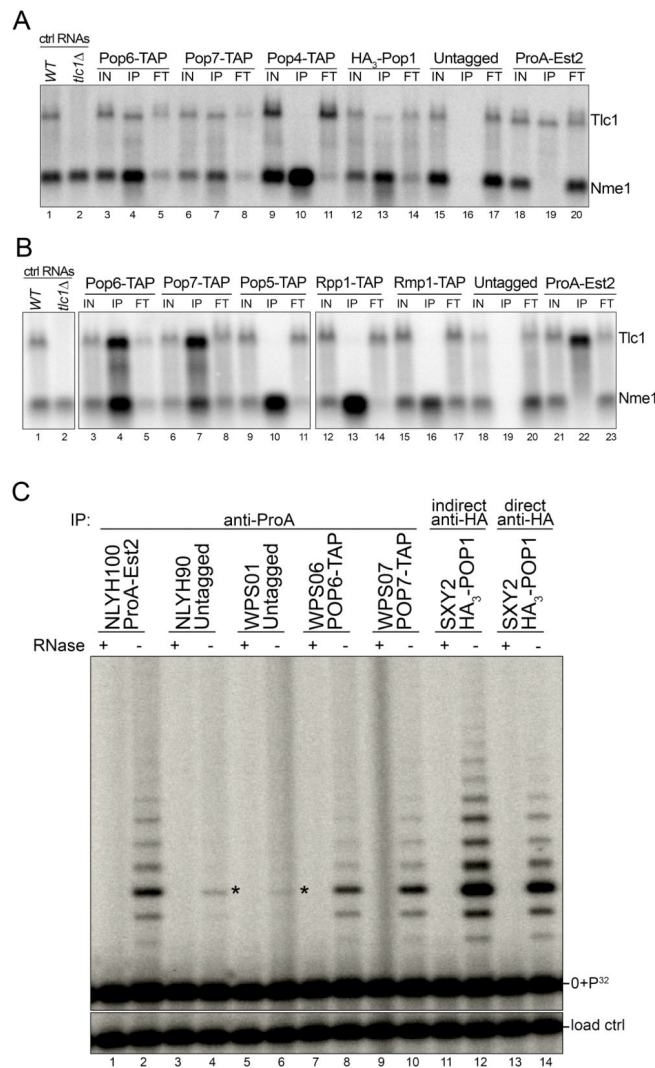 A
ctrl RNAs
WT tlc1Δ
Pop6-TAP Pop7-TAP Pop4-TAP HA3-Pop1 Untagged ProA-Est2
IN IP FT IN IP FT IN IP FT IN IP FT IN IP FT IN IP FT
Tlc1
Nme1
1 2 3 4 5 6 7 8 9 10 11 12 13 14 15 16 17 18 19 20
B
ctrl RNAs
WT tlc1Δ
Pop6-TAP Pop7-TAP Pop5-TAP Rpp1-TAP Rmp1-TAP Untagged ProA-Est2
IN IP FT IN IP FT IN IP FT IN IP FT IN IP FT IN IP FT IN IP FT
Tlc1
Nme1
1 2 3 4 5 6 7 8 9 10 11 12 13 14 15 16 17 18 19 20 21 22 23
C
IP: anti-ProA indirect anti-HA direct anti-HA
NLYH100 ProA-Est2
NLYH90 Untagged
WPS01 Untagged
WPS06 POP6-TAP
WPS07 POP7-TAP
SXY2 HA3-POP1
SXY2 HA3-POP1
RNase + - + - + - + - + - + - + -
* *
0+P32
load ctrl
1 2 3 4 5 6 7 8 9 10 11 12 13 14